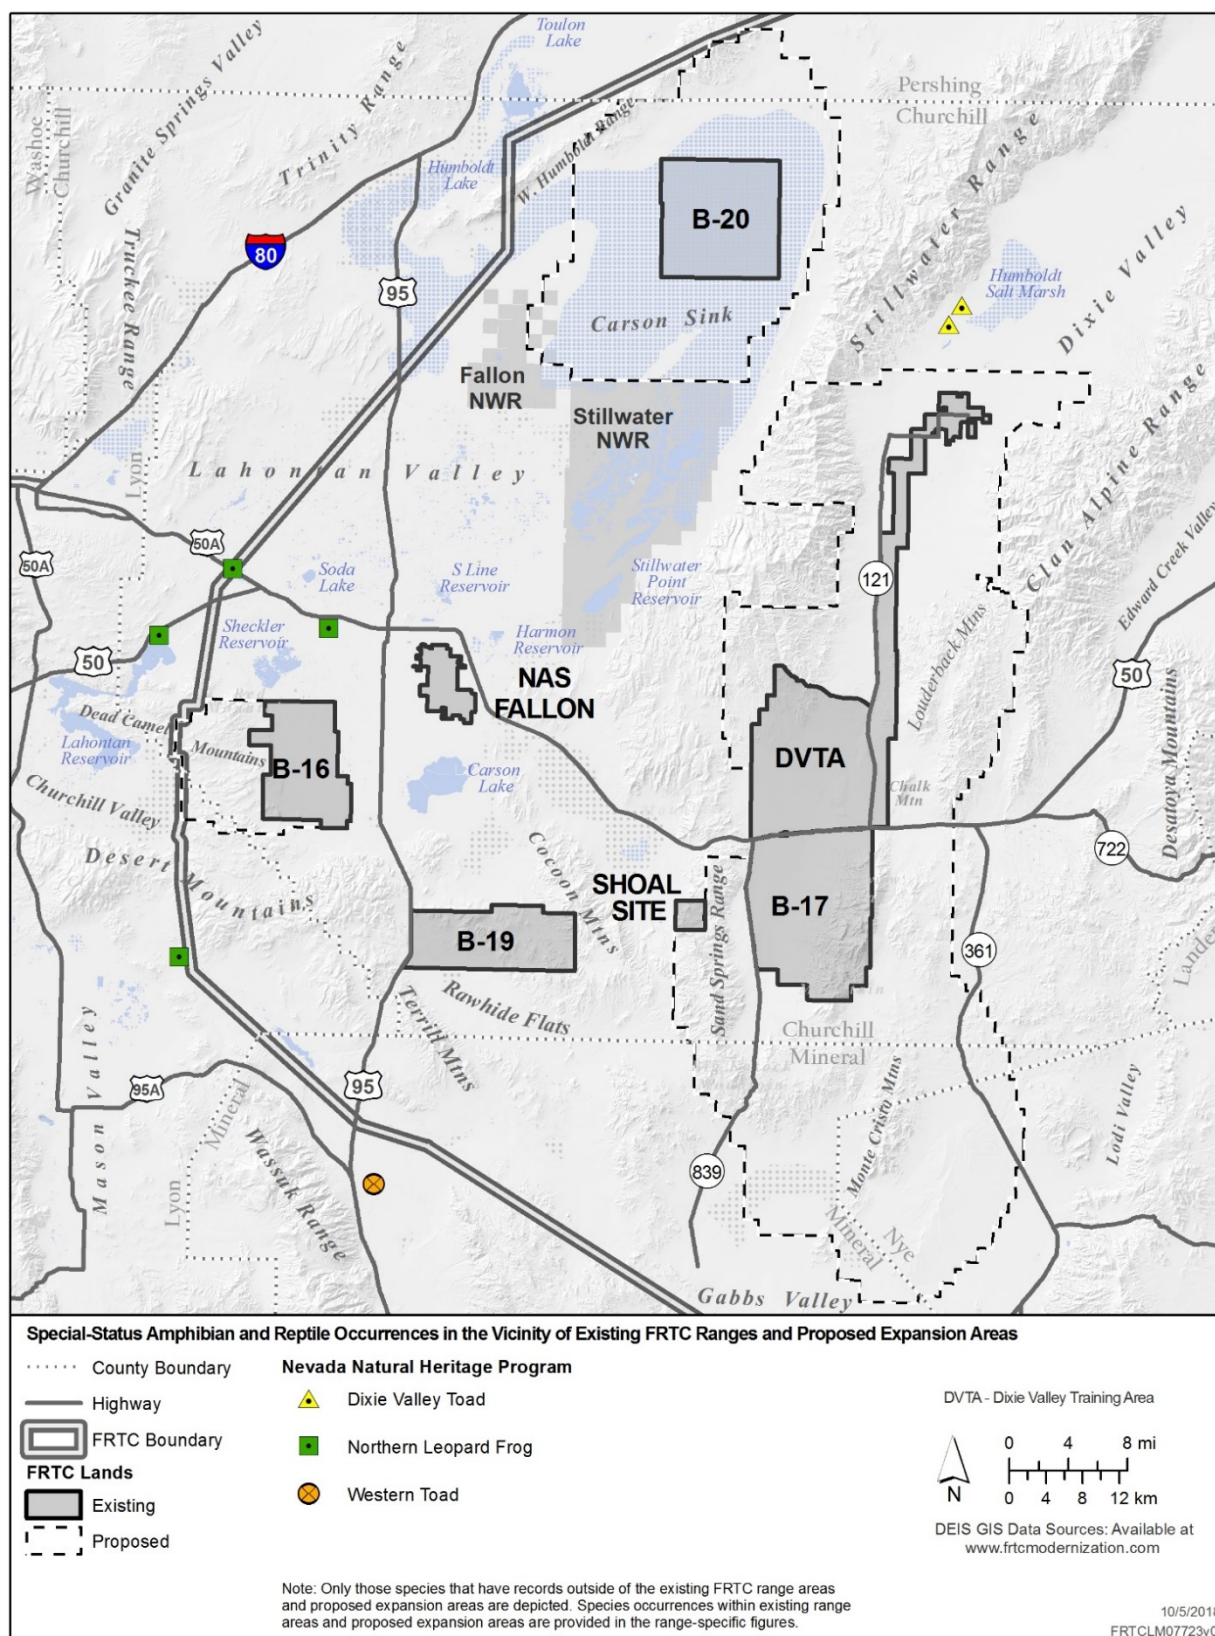 Toulon
Lake
Granite Springs Valley
Trinity Range
Pershing
Churchill
Washoe
Churchill
Humboldt
Lake
W. Humboldt Range
B-20
Stillwater Range
Dixie Valley
80
Truckee Range
95
Humboldt
Salt Marsh
Carson Sink
Fallon
NWR
Stillwater
NWR
Clan Alpine Range
Lyon
Lahontan Valley
50A
50A
Soda
Lake
S Line
Reservoir
Stillwater
Point
Reservoir
121
Edward Creek Valley
Sheckler
Reservoir
Harmon
Reservoir
50
NAS
FALLON
Louderback Mtns
50
Dead Camel
Mountains
Lahontan
Reservoir
B-16
Carson
Lake
DVTA
Chalk
Mtn
Desatoya Mountains
Churchill Valley
722
Desert Mountains
Cocoon Mtns
SHOAL
SITE
B-17
B-19
Sand Springs Range
361
Lander
Rawhide Flats
Terrill Mtns
Churchill
Mineral
Mason Valley
95A
95
Mineral
Lyon
Wassuk Range
Monte Crista Mtns
Lodi Valley
839
Mineral
Nye
Gabbs Valley
Special-Status Amphibian and Reptile Occurrences in the Vicinity of Existing FRTC Ranges and Proposed Expansion Areas
County Boundary
Highway
FRTC Boundary
FRTC Lands
Existing
Proposed
Nevada Natural Heritage Program
Dixie Valley Toad
Northern Leopard Frog
Western Toad
DVTA - Dixie Valley Training Area
0 4 8 mi
0 4 8 12 km
N
DEIS GIS Data Sources: Available at
www.frtcmodernization.com
Note: Only those species that have records outside of the existing FRTC range areas
and proposed expansion areas are depicted. Species occurrences within existing range
areas and proposed expansion areas are provided in the range-specific figures.
10/5/2018
FRTCLM07723v0